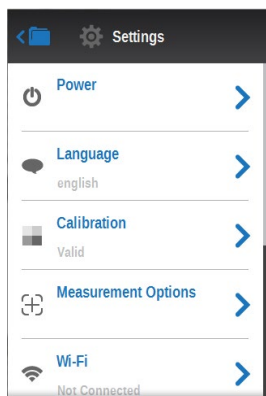 Settings
Power
Language
english
Calibration
Valid
Measurement Options
Wi-Fi
Not Connected